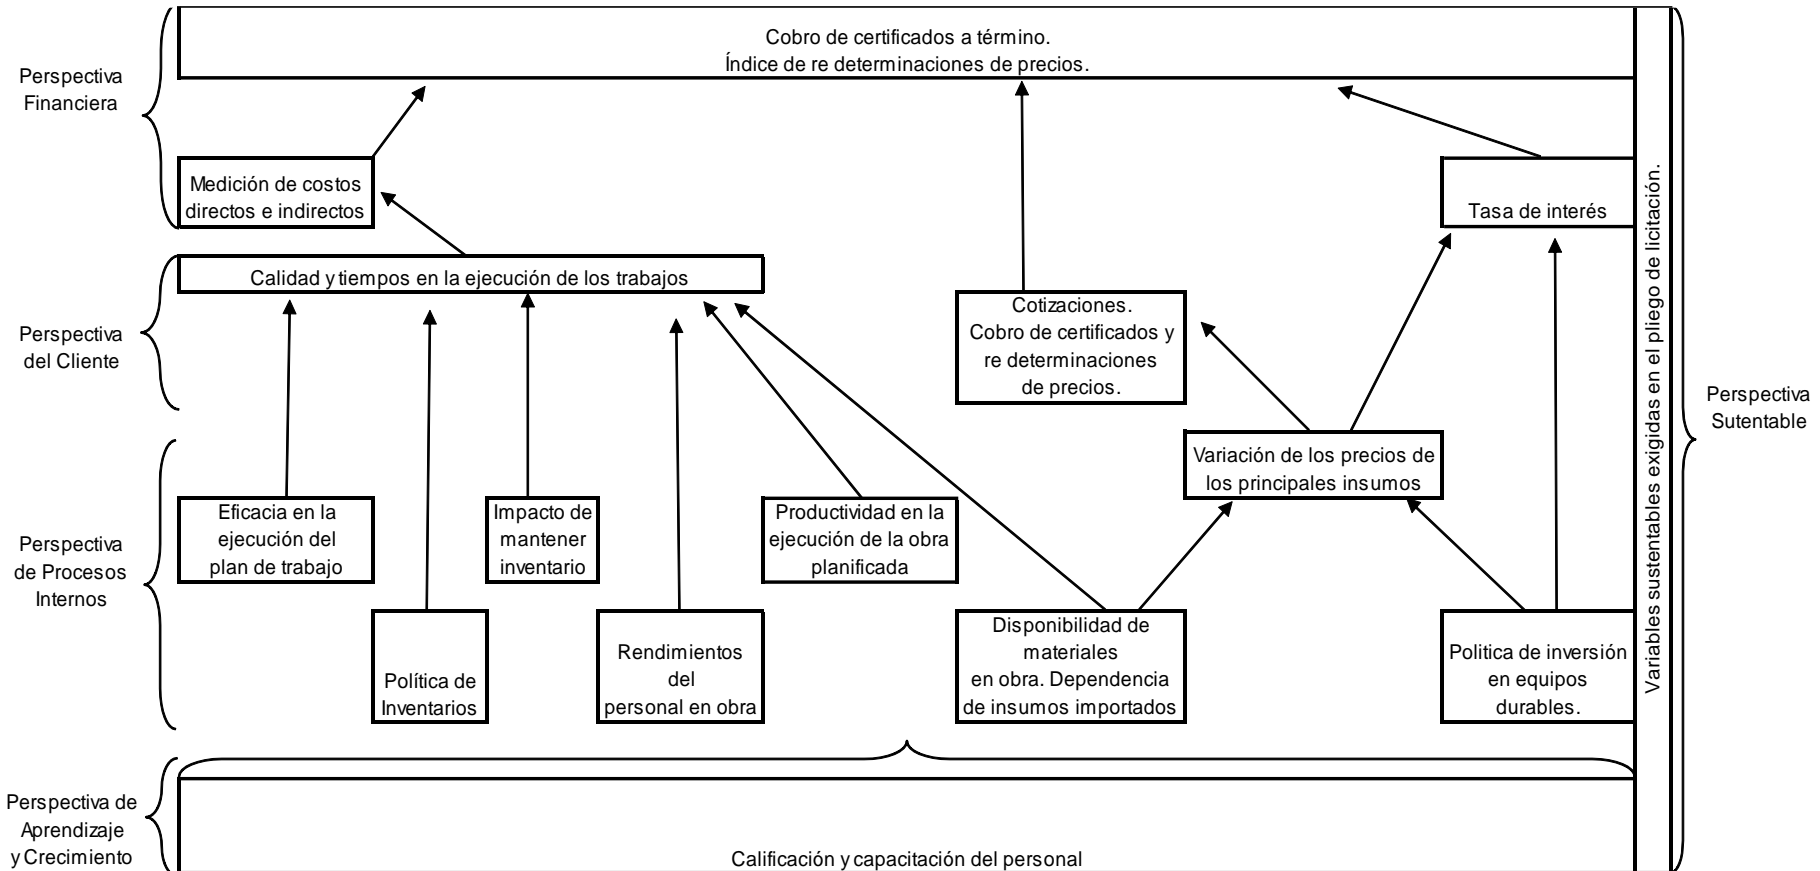 Cobro de certificados a término.
Índice de re determinaciones de precios.
Perspectiva
Financiera
Medición de costos
directos e indirectos
Tasa de interés
Calidad y tiempos en la ejecución de los trabajos
Perspectiva
del Cliente
Cotizaciones.
Cobro de certificados y
re determinaciones
de precios.
Variables sustentables exigidas en el pliego de licitación.
Perspectiva
Sutentable
Variación de los precios de
los principales insumos
Perspectiva
de Procesos
Internos
Eficacia en la
ejecución del
plan de trabajo
Impacto de
mantener
inventario
Productividad en la
ejecución de la obra
planificada
Política de
Inventarios
Rendimientos
del
personal en obra
Disponibilidad de
materiales
en obra. Dependencia
de insumos importados
Politica de inversión
en equipos
durables.
Perspectiva de
Aprendizaje
y Crecimiento
Calificación y capacitación del personal